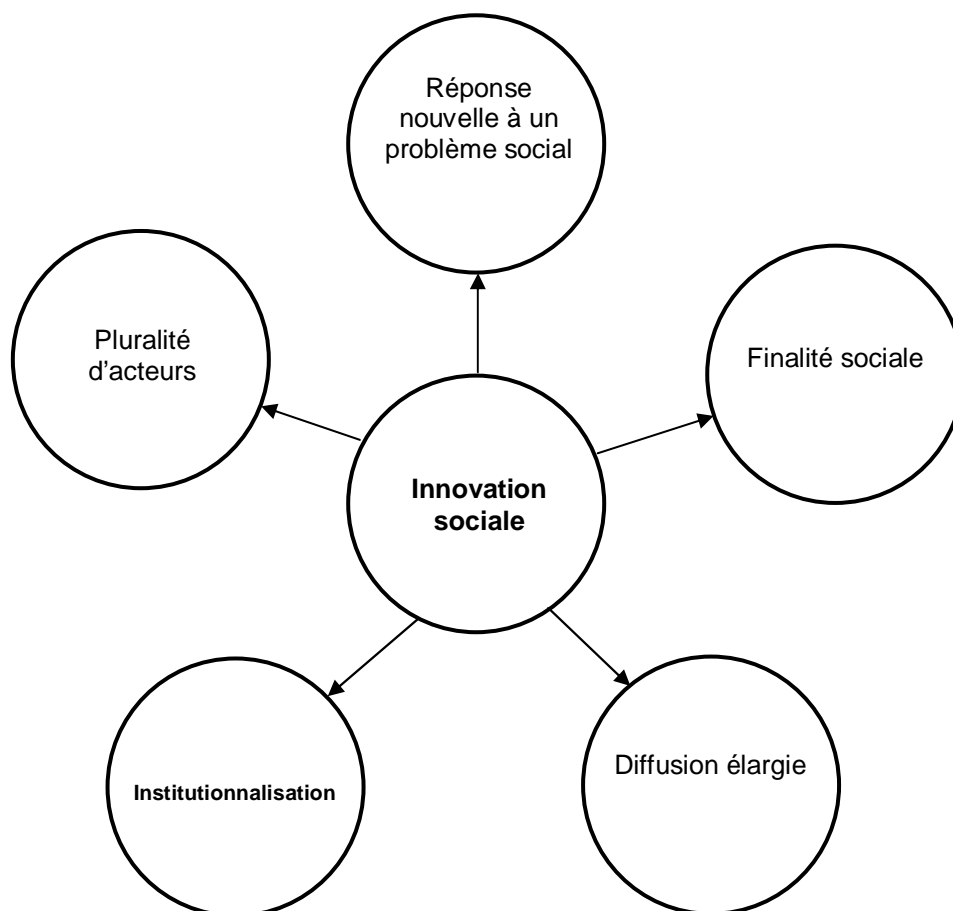 Réponse
nouvelle à un
problème social
Pluralité
d’acteurs
Finalité sociale
Innovation
sociale
Institutionnalisation
Diffusion élargie